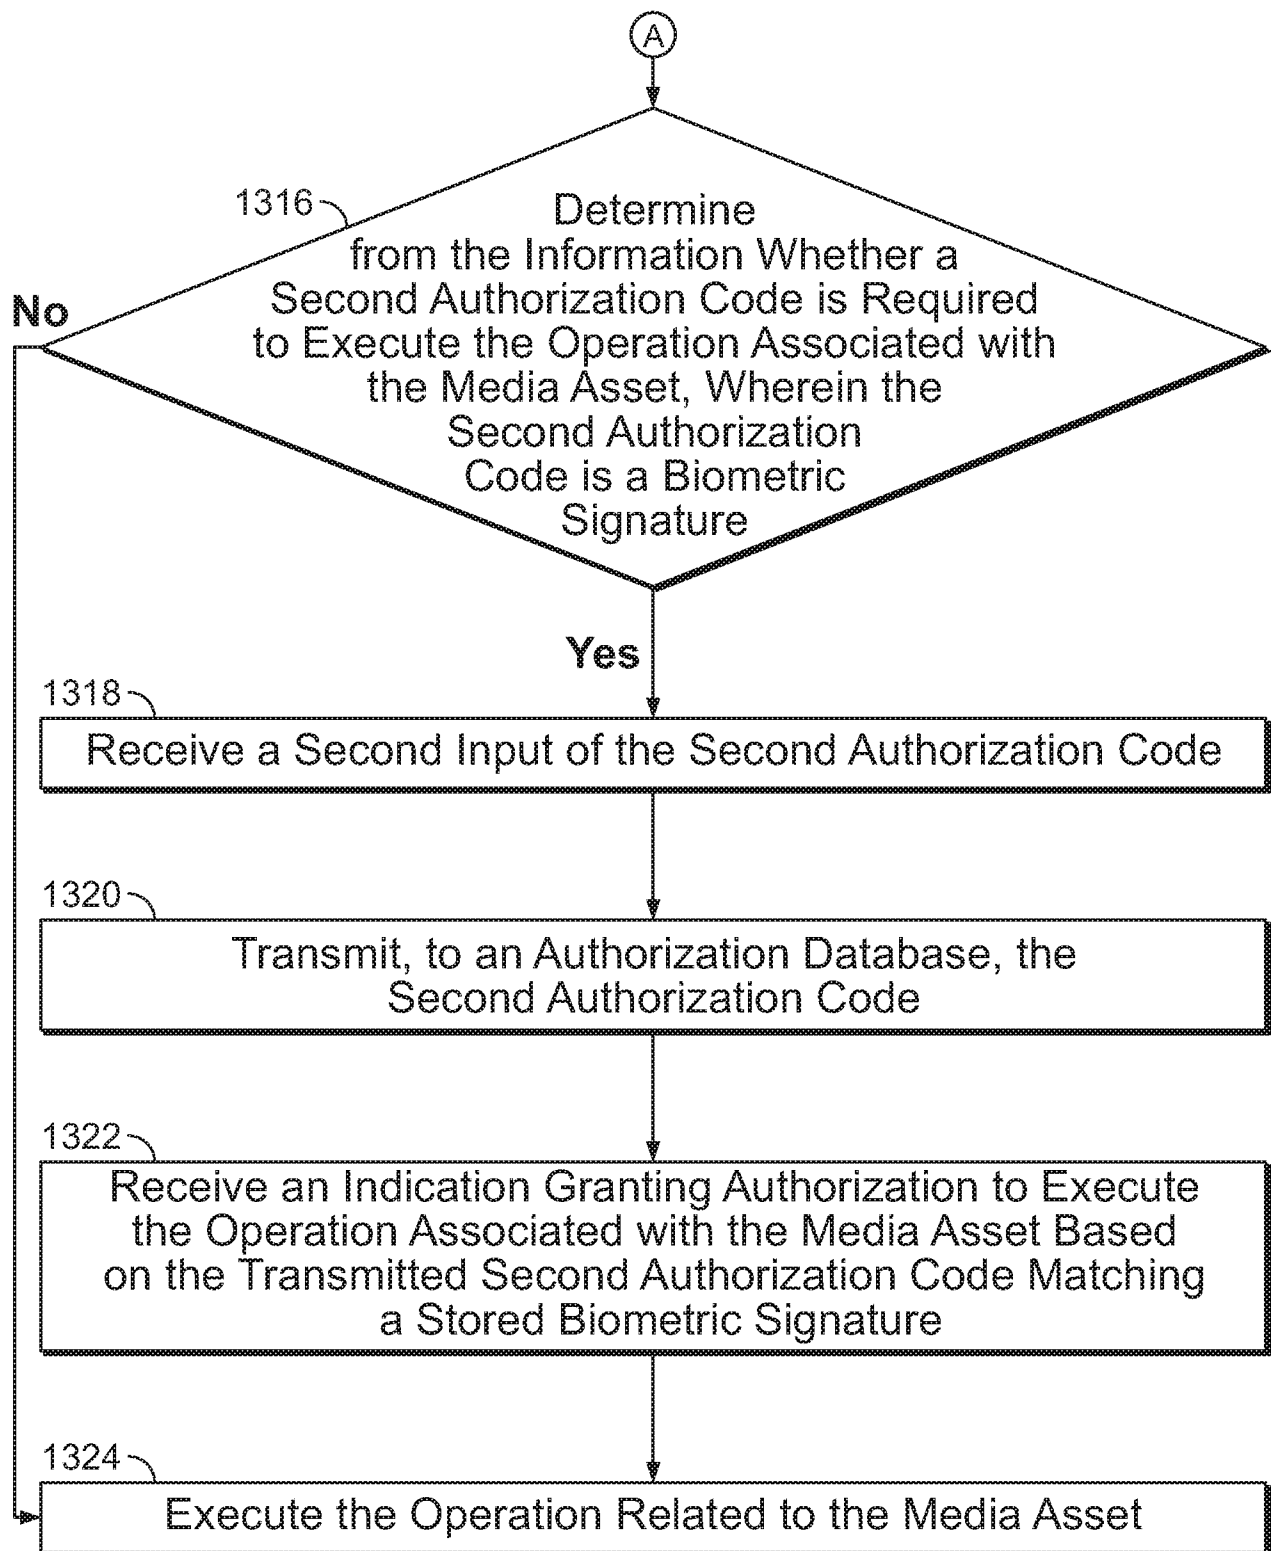 A
1316
Determine
from the Information Whether a
Second Authorization Code is Required
to Execute the Operation Associated with
the Media Asset, Wherein the
Second Authorization
Code is a Biometric
Signature
No
Yes
1318
Receive a Second Input of the Second Authorization Code
1320
Transmit, to an Authorization Database, the
Second Authorization Code
1322
Receive an Indication Granting Authorization to Execute
the Operation Associated with the Media Asset Based
on the Transmitted Second Authorization Code Matching
a Stored Biometric Signature
1324
Execute the Operation Related to the Media Asset